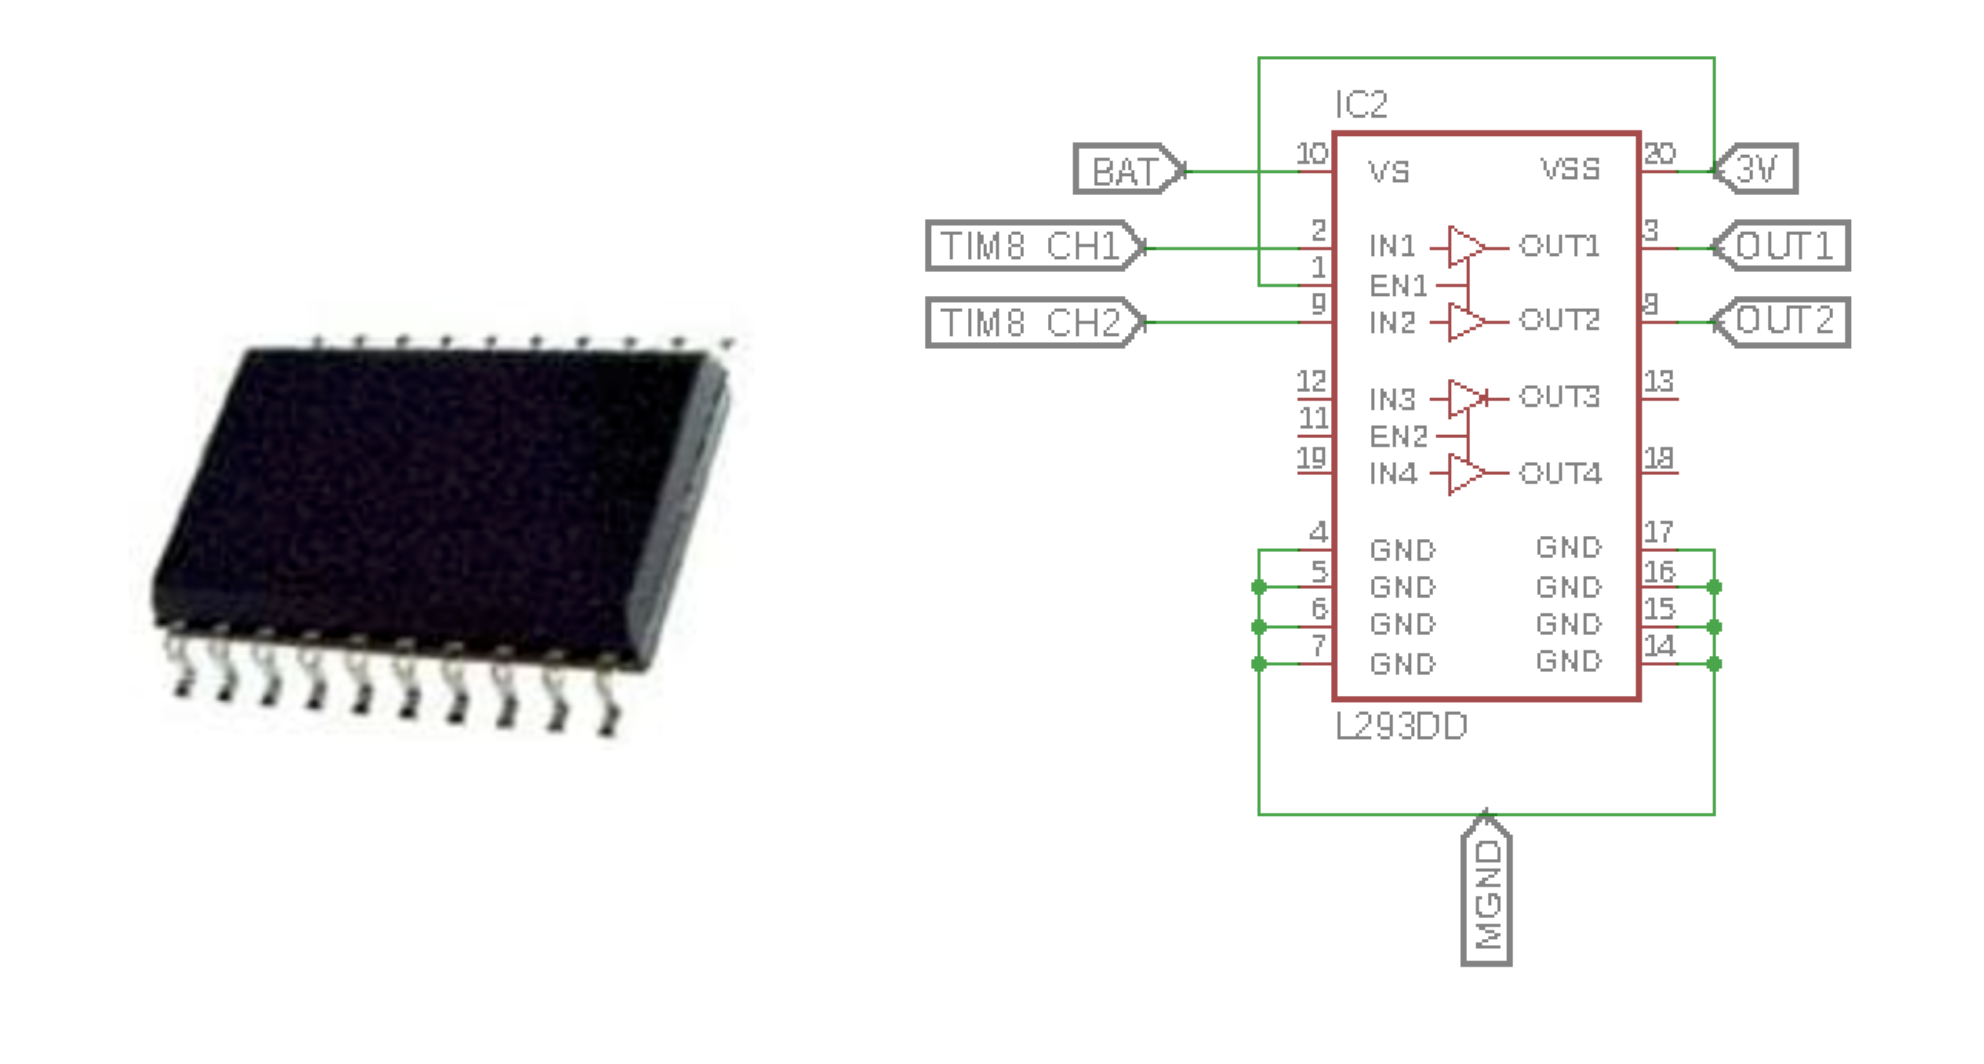 IC2
BAT 10 VS VSS 20 3V
TIM8 CH1 2 IN1 OUT1 3 OUT1
1 EN1
TIM8 CH2 9 IN2 OUT2 8 OUT2
12 IN3 OUT3 13
11 EN2
19 IN4 OUT4 18
4 GND GND 17
5 GND GND 16
6 GND GND 15
7 GND GND 14
L293DD
MGND